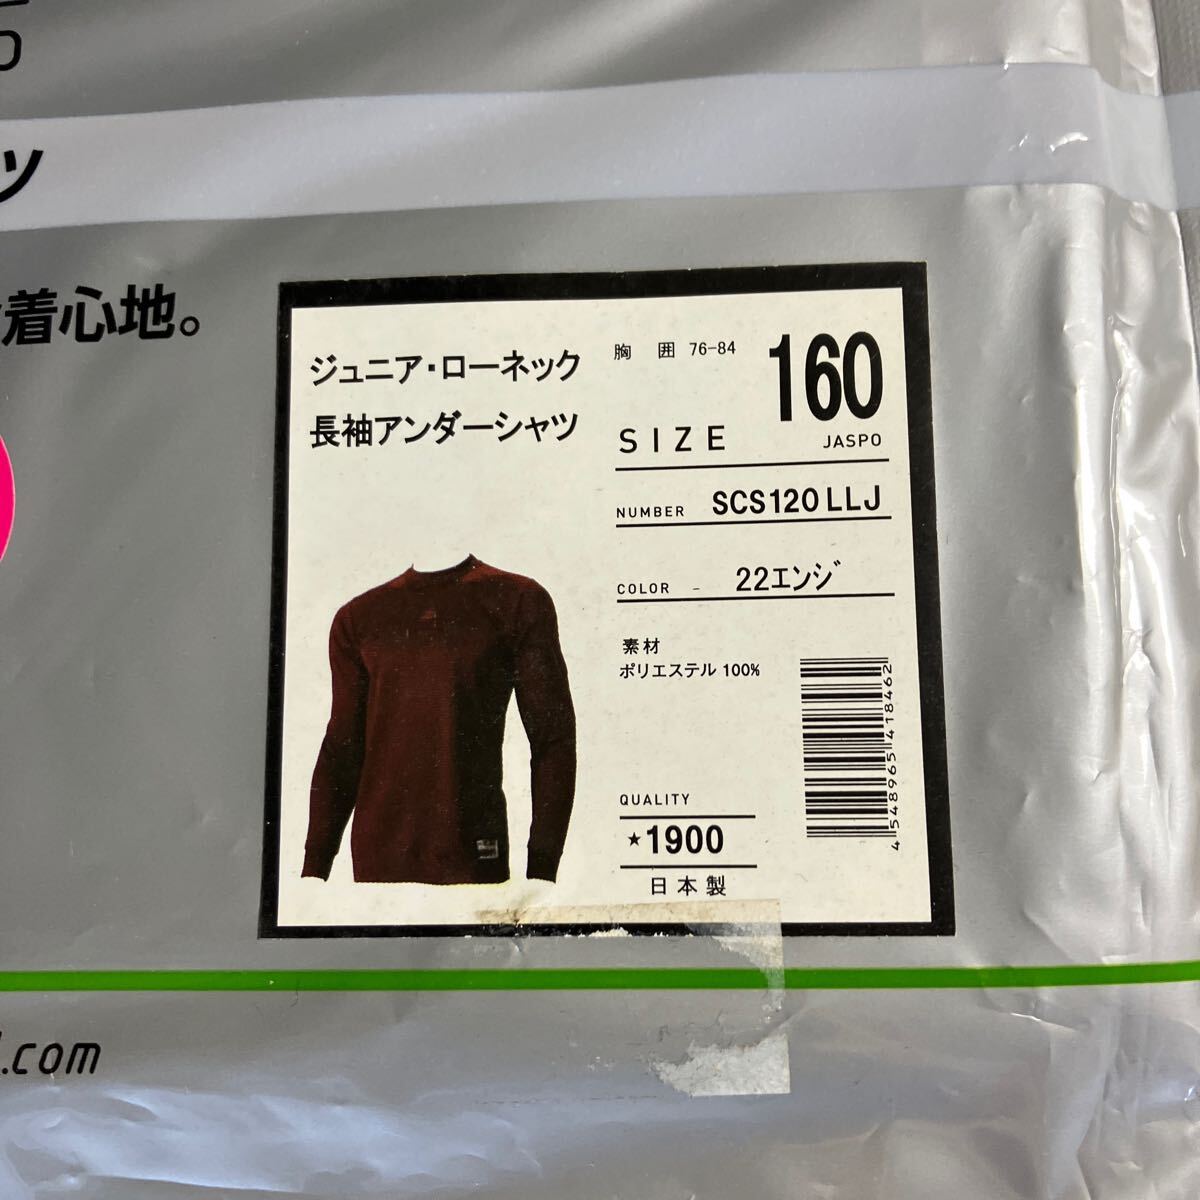 ツ
着心地。
ジュニア・ローネック
長袖アンダーシャツ
胸 囲 76-84
160
SIZE
JASPO
NUMBER SCS120LLJ
COLOR - 22エンジ
素材
ポリエステル 100%
4548965418462
QUALITY
★1900
日本製
.com